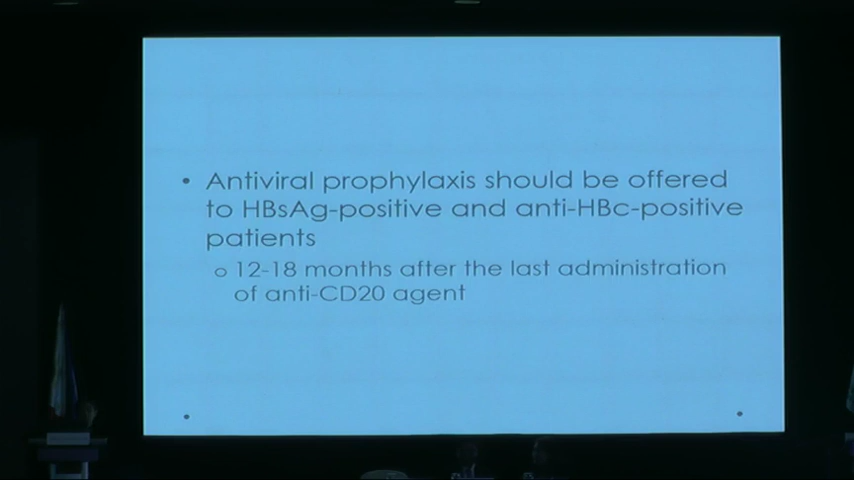 • Antiviral prophylaxis should be offered
to HBsAg-positive and anti-HBc-positive
patients
o 12-18 months after the last administration
of anti-CD20 agent